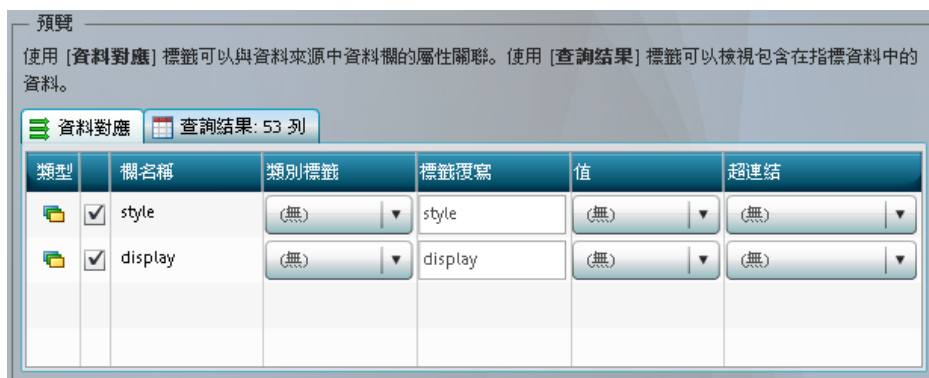 預覽
使用 [資料對應] 標籤可以與資料來源中資料欄的屬性關聯。使用 [查詢結果] 標籤可以檢視包含在指標資料中的
資料。
資料對應 查詢結果: 53 列
類型 欄名稱 類別標籤 標籤覆寫 值 超連結
style (無) style (無) (無)
display (無) display (無) (無)